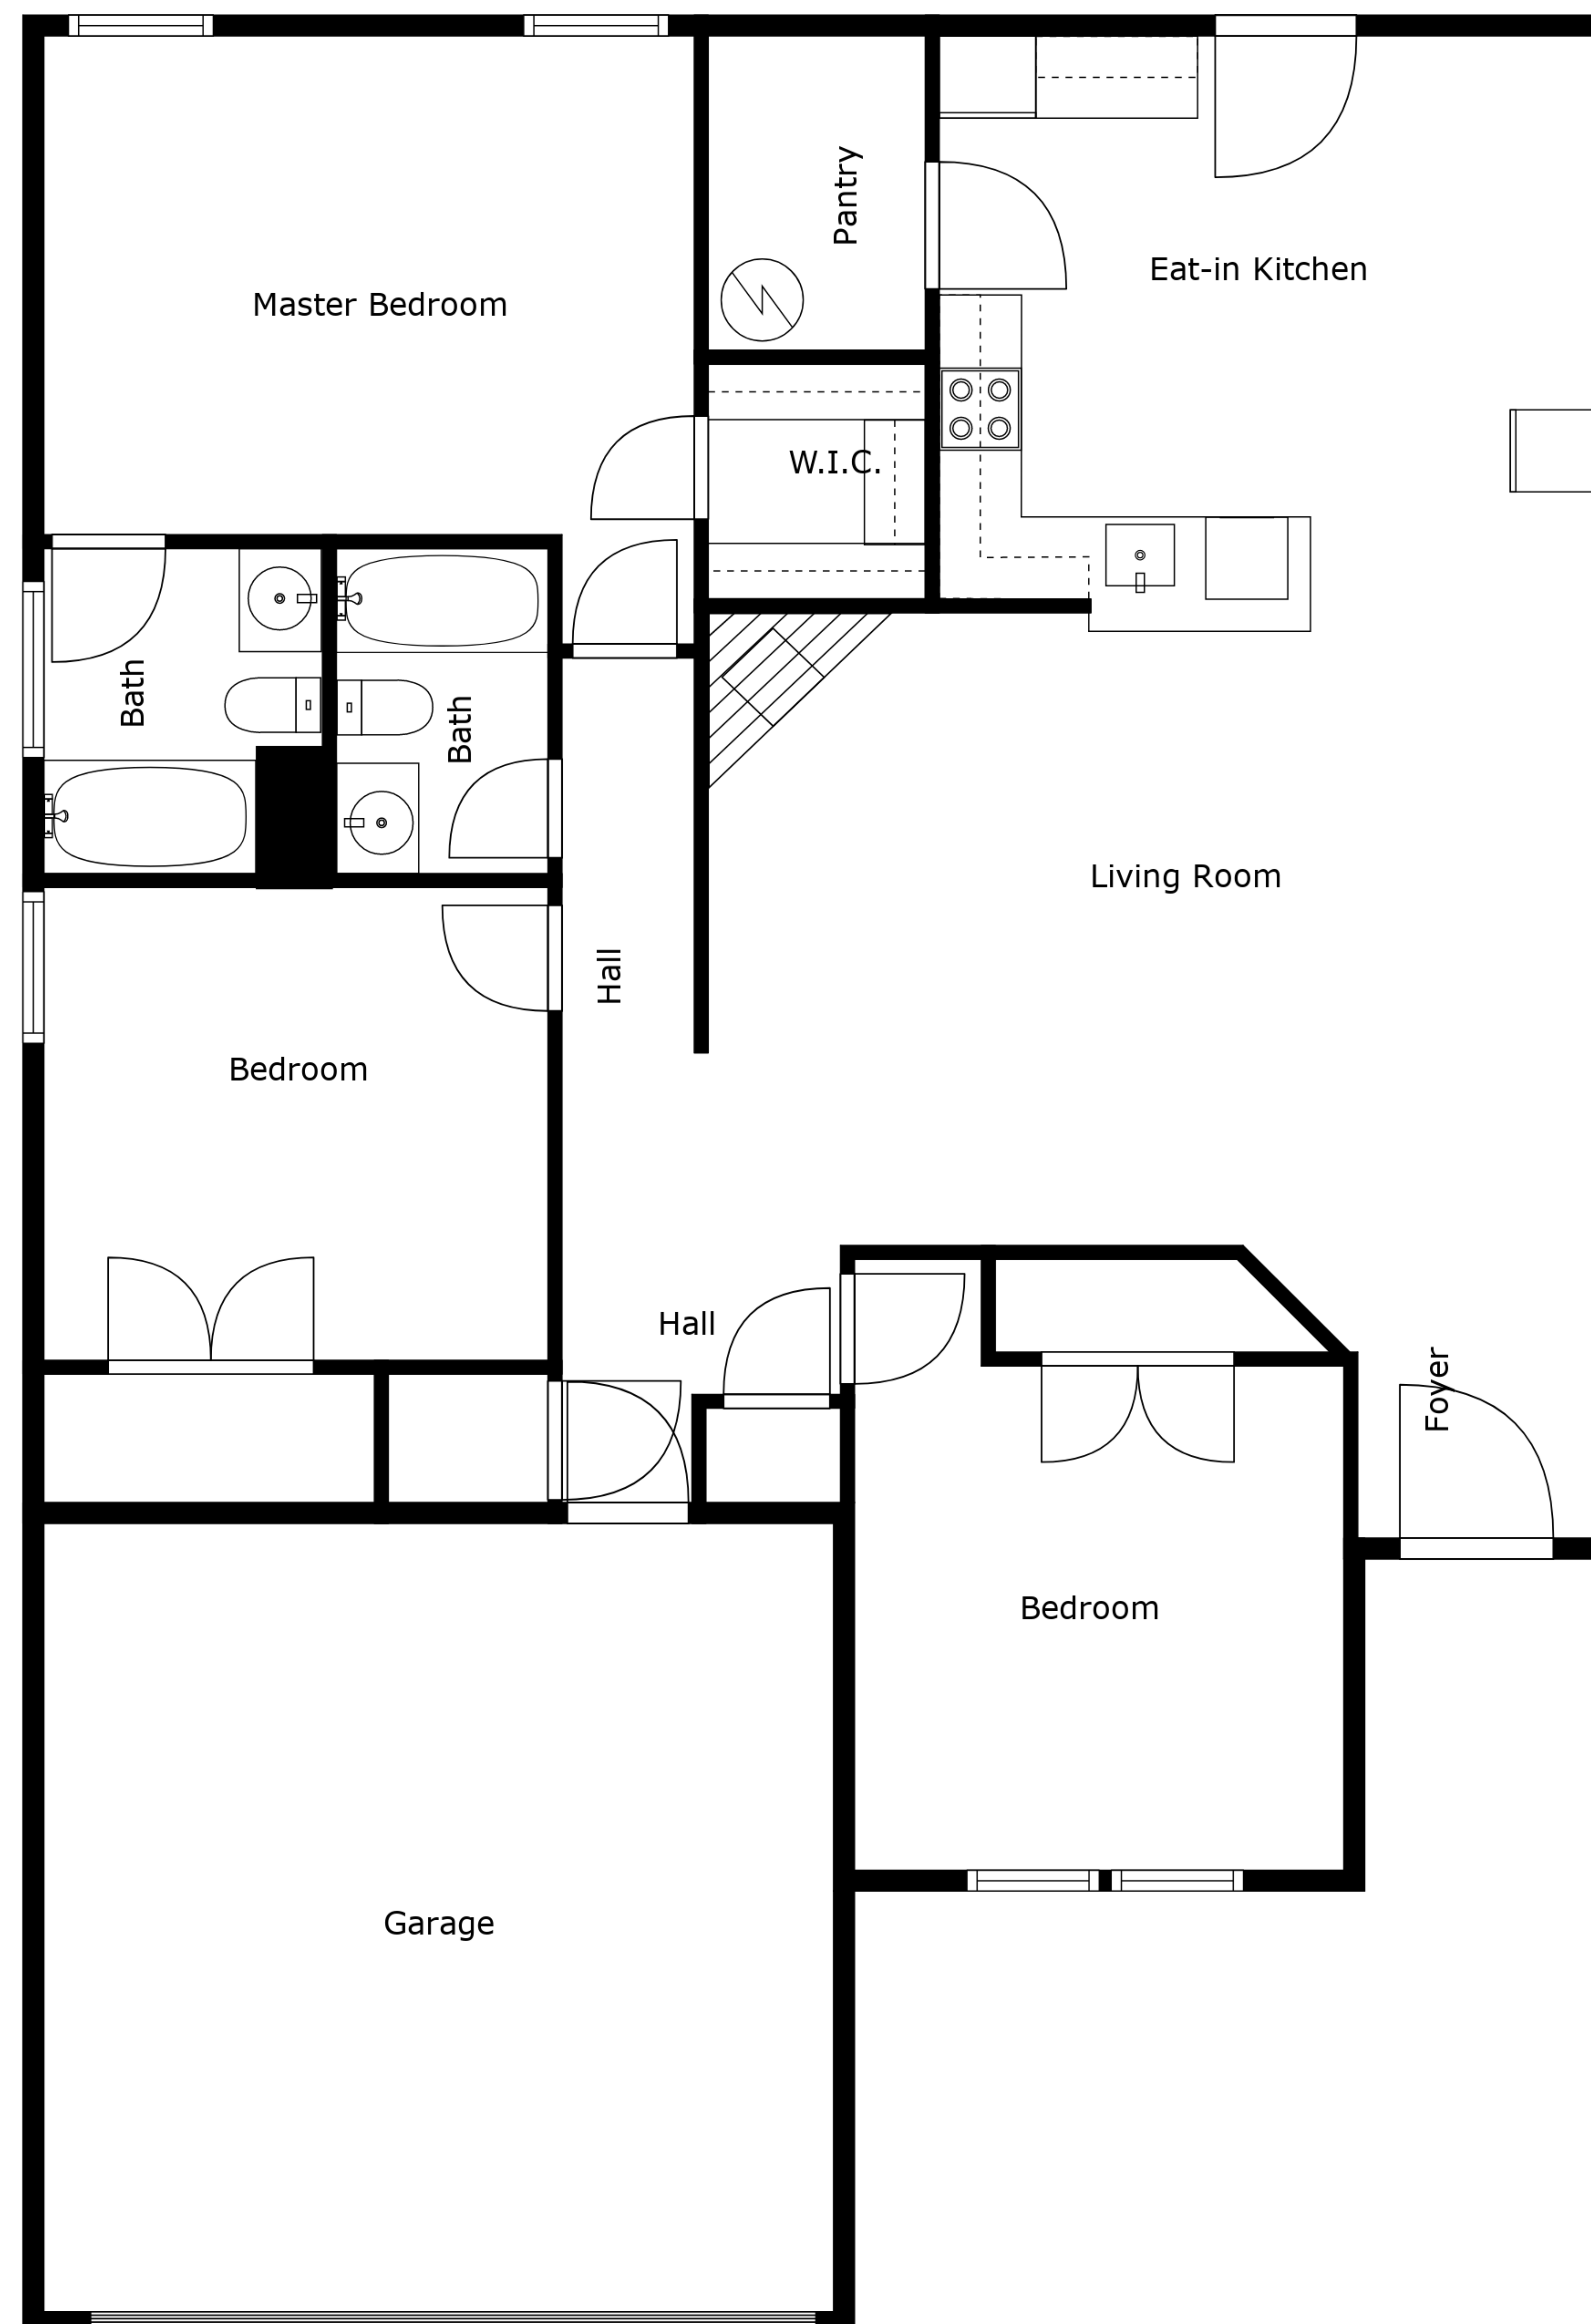 Pantry
Eat-in Kitchen
Master Bedroom
W.I.C.
Bath
Bath
Living Room
Hall
Bedroom
Hall
Foyer
Bedroom
Garage